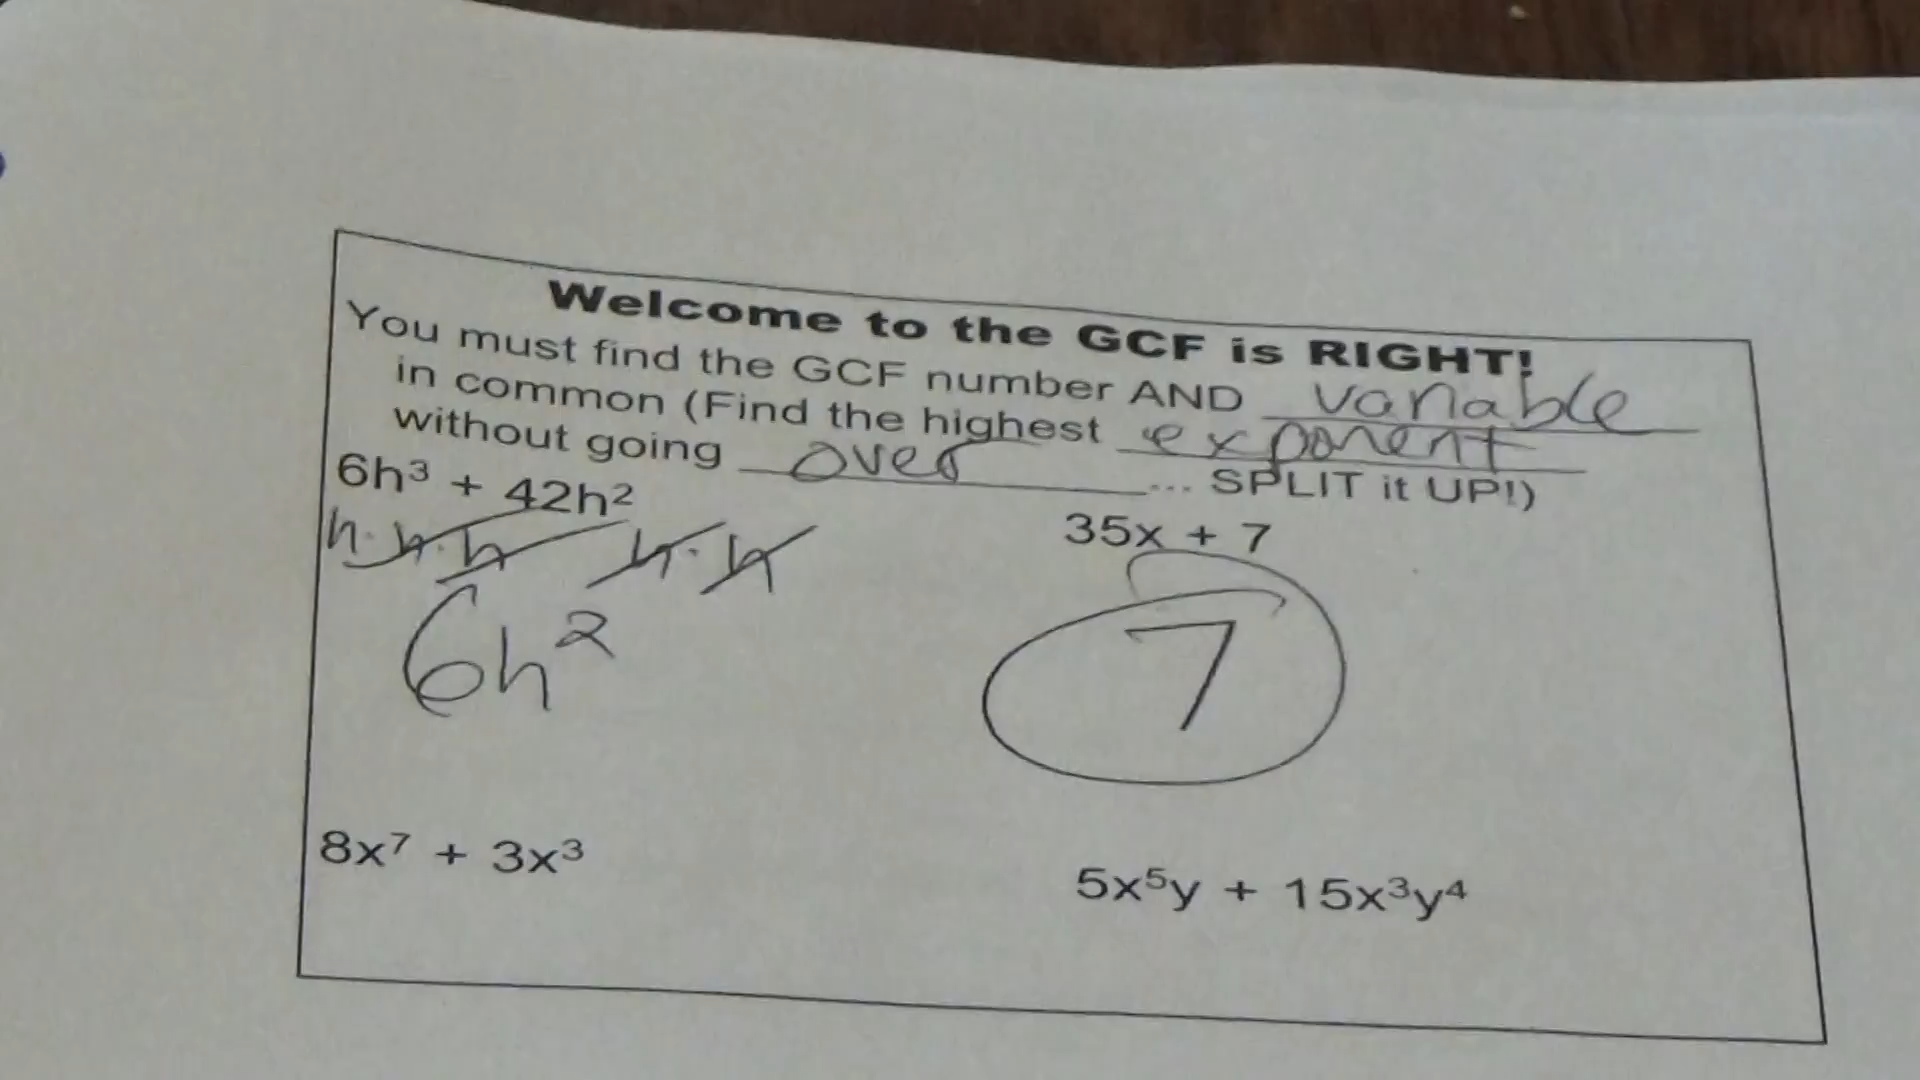 Welcome to the GCF is RIGHT!
You must find the GCF number AND variable
in common (Find the highest exponent
without going over ... SPLIT it UP!)
6h³ + 42h²
35x + 7
h·h·h h·h
6h²
7
8x⁷ + 3x³
5x⁵y + 15x³y⁴